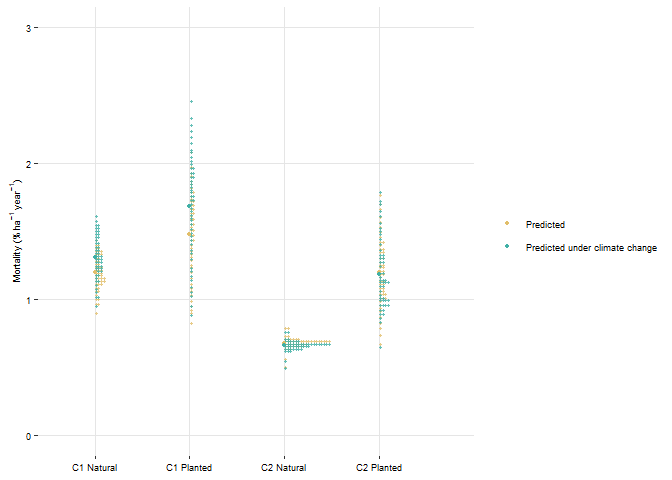 3
2
1
0
Mortality (% ha⁻¹ year⁻¹)
C1 Natural
C1 Planted
C2 Natural
C2 Planted
Predicted
Predicted under climate change